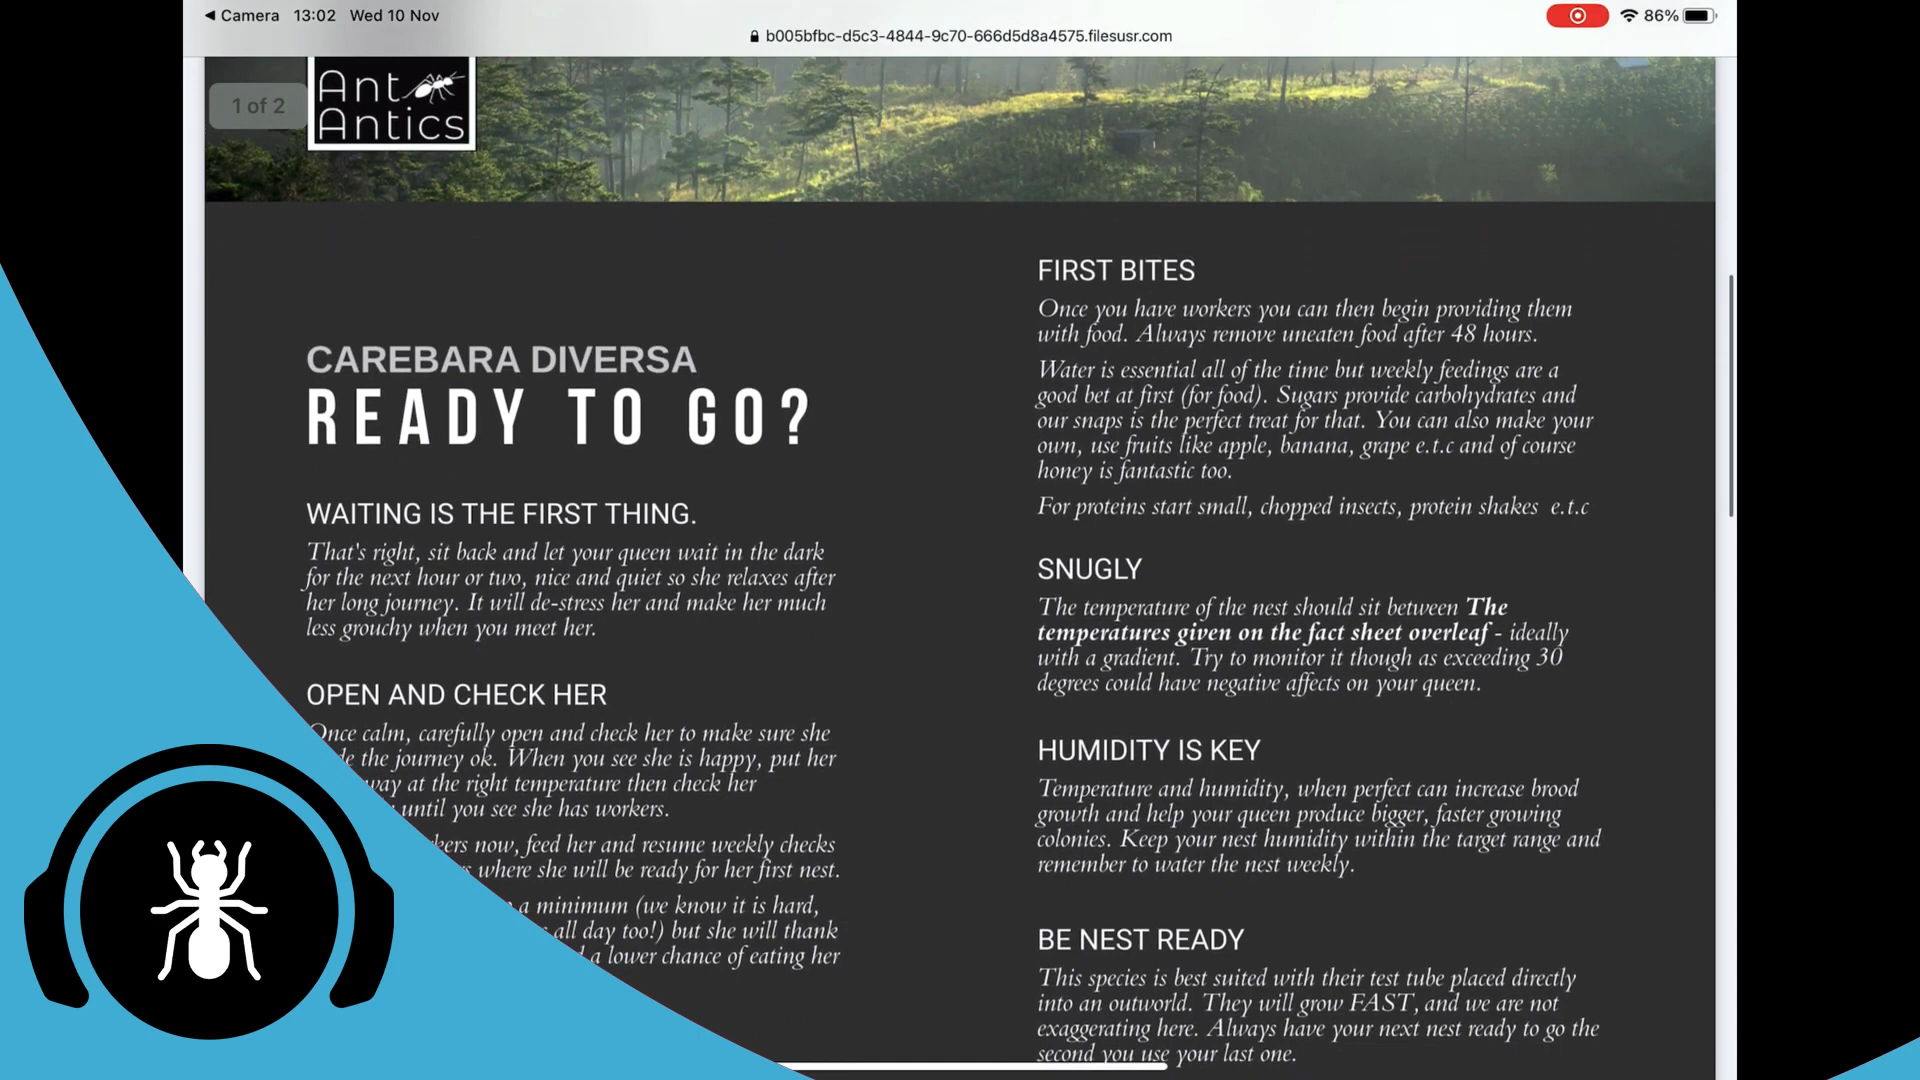 Camera 13:02 Wed 10 Nov
86%
b005bfbc-d5c3-4844-9c70-666d5d8a4575.filesusr.com
1 of 2
Ant
Antics
CAREBARA DIVERSA
READY TO GO?
WAITING IS THE FIRST THING.
That's right, sit back and let your queen wait in the dark
for the next hour or two, nice and quiet so she relaxes after
her long journey. It will de-stress her and make her much
less grouchy when you meet her.
OPEN AND CHECK HER
Once calm, carefully open and check her to make sure she
the journey ok. When you see she is happy, put her
at the right temperature then check her
until you see she has workers.
now, feed her and resume weekly checks
where she will be ready for her first nest.
a minimum (we know it is hard,
all day too!) but she will thank
a lower chance of eating her
FIRST BITES
Once you have workers you can then begin providing them
with food. Always remove uneaten food after 48 hours.
Water is essential all of the time but weekly feedings are a
good bet at first (for food). Sugars provide carbohydrates and
our snaps is the perfect treat for that. You can also make your
own, use fruits like apple, banana, grape e.t.c and of course
honey is fantastic too.
For proteins start small, chopped insects, protein shakes e.t.c
SNUGLY
The temperature of the nest should sit between The
temperatures given on the fact sheet overleaf - ideally
with a gradient. Try to monitor it though as exceeding 30
degrees could have negative affects on your queen.
HUMIDITY IS KEY
Temperature and humidity, when perfect can increase brood
growth and help your queen produce bigger, faster growing
colonies. Keep your nest humidity within the target range and
remember to water the nest weekly.
BE NEST READY
This species is best suited with their test tube placed directly
into an outworld. They will grow FAST, and we are not
exaggerating here. Always have your next nest ready to go the
second you use your last one.